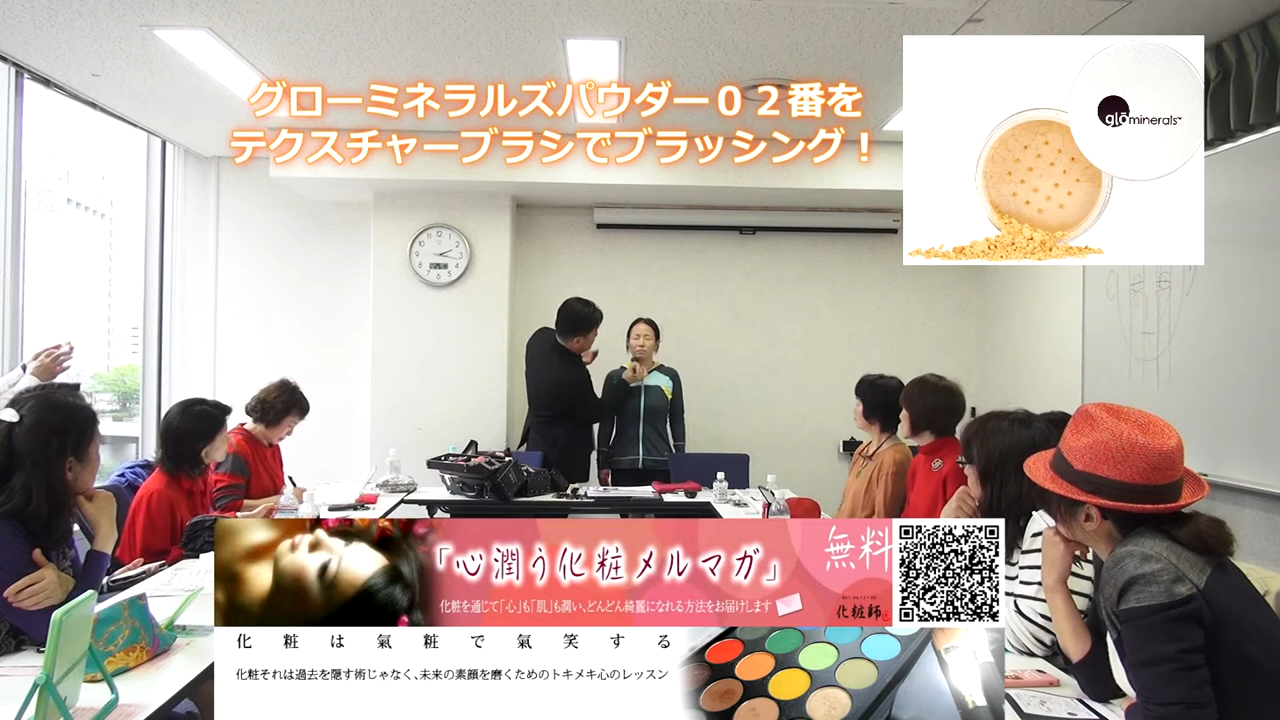 グローミネラルズパウダー０２番を
テクスチャーブラシでブラッシング！
glōminerals™
「心潤う化粧メルマガ」
無料
化粧を通じて「心」も「肌」も潤い、どんどん綺麗になれる方法をお届けします
化粧師
化粧は氣粧で氣笑する
化粧それは過去を隠す術じゃなく、未来の素顔を磨くためのトキメキ心のレッスン